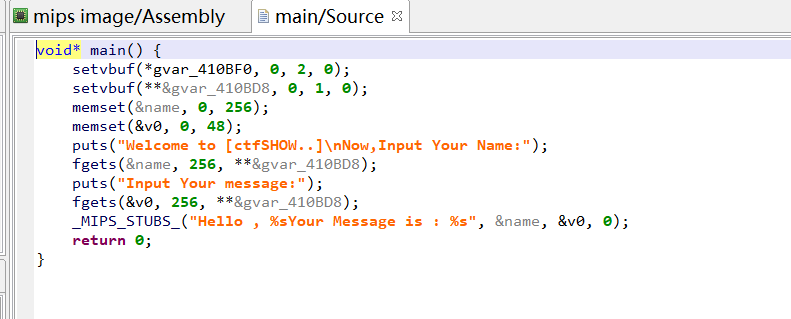 mips image/Assembly main/Source
void* main() {
    setvbuf(*gvar_410BF0, 0, 2, 0);
    setvbuf(**&gvar_410BD8, 0, 1, 0);
    memset(&name, 0, 256);
    memset(&v0, 0, 48);
    puts("Welcome to [ctfSHOW..]\nNow,Input Your Name:");
    fgets(&name, 256, **&gvar_410BD8);
    puts("Input Your message:");
    fgets(&v0, 256, **&gvar_410BD8);
    _MIPS_STUBS_("Hello , %sYour Message is : %s", &name, &v0, 0);
    return 0;
}